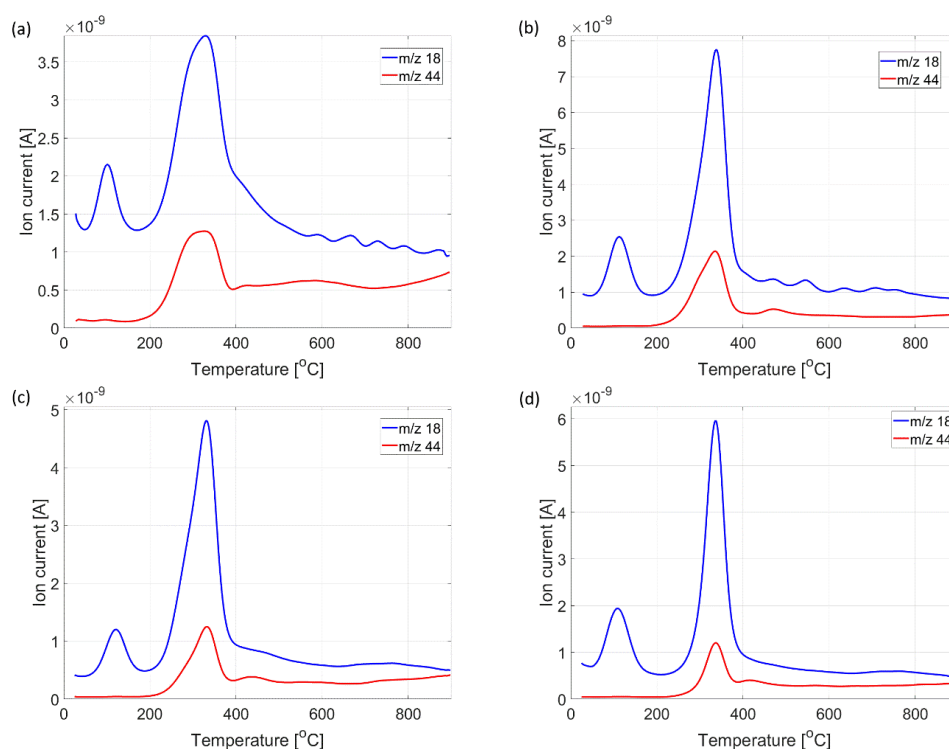 (a)
×10⁻⁹
m/z 18
m/z 44
3.5
3
2.5
2
1.5
1
0.5
0
0 200 400 600 800
Temperature [°C]
Ion current [A]
(b)
×10⁻⁹
m/z 18
m/z 44
8
7
6
5
4
3
2
1
0
0 200 400 600 800
Temperature [°C]
Ion current [A]
(c)
×10⁻⁹
m/z 18
m/z 44
5
4
3
2
1
0
0 200 400 600 800
Temperature [°C]
Ion current [A]
(d)
×10⁻⁹
m/z 18
m/z 44
6
5
4
3
2
1
0
0 200 400 600 800
Temperature [°C]
Ion current [A]